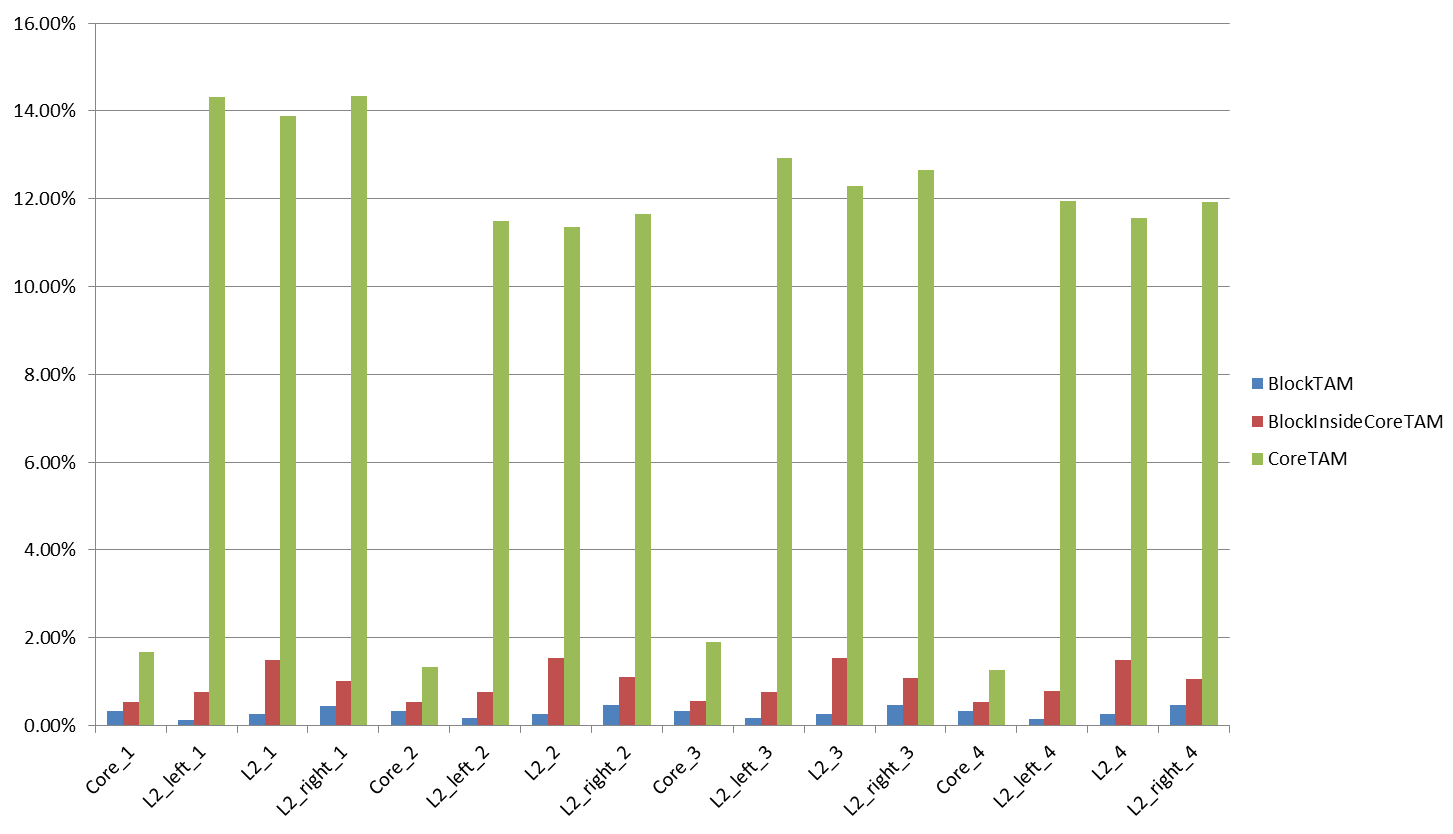 16.00%
14.00%
12.00%
10.00%
8.00%
6.00%
4.00%
2.00%
0.00%
Core_1
L2_left_1
L2_1
L2_right_1
Core_2
L2_left_2
L2_2
L2_right_2
Core_3
L2_left_3
L2_3
L2_right_3
Core_4
L2_left_4
L2_4
L2_right_4
BlockTAM
BlockInsideCoreTAM
CoreTAM